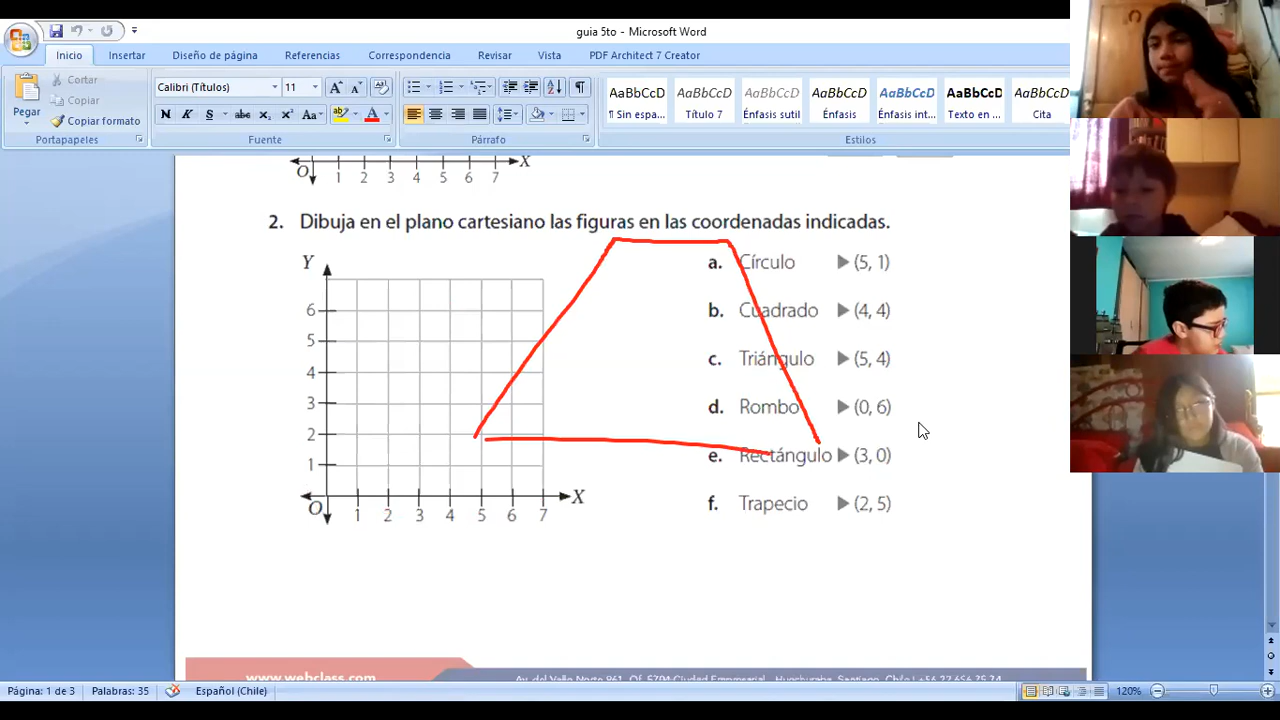 guia 5to - Microsoft Word
Inicio Insertar Diseño de página Referencias Correspondencia Revisar Vista PDF Architect 7 Creator
Pegar
Cortar
Copiar
Copiar formato
Portapapeles
Calibri (Títulos) 11
N K S abc x₂ x² Aa
Fuente
Párrafo
AaBbCcD AaBbCcD AaBbCcD AaBbCcD AaBbCcD AaBbCcD AaBbCcD
¶ Sin espa... Título 7 Énfasis sutil Énfasis Énfasis int... Texto en ... Cita
Estilos
O 1 2 3 4 5 6 7 X
2. Dibuja en el plano cartesiano las figuras en las coordenadas indicadas.
Y
6
5
4
3
2
1
O 1 2 3 4 5 6 7 X
a. Círculo ▶ (5, 1)
b. Cuadrado ▶ (4, 4)
c. Triángulo ▶ (5, 4)
d. Rombo ▶ (0, 6)
e. Rectángulo ▶ (3, 0)
f. Trapecio ▶ (2, 5)
www.webclass.com
Página: 1 de 3 Palabras: 35 Español (Chile) 120%